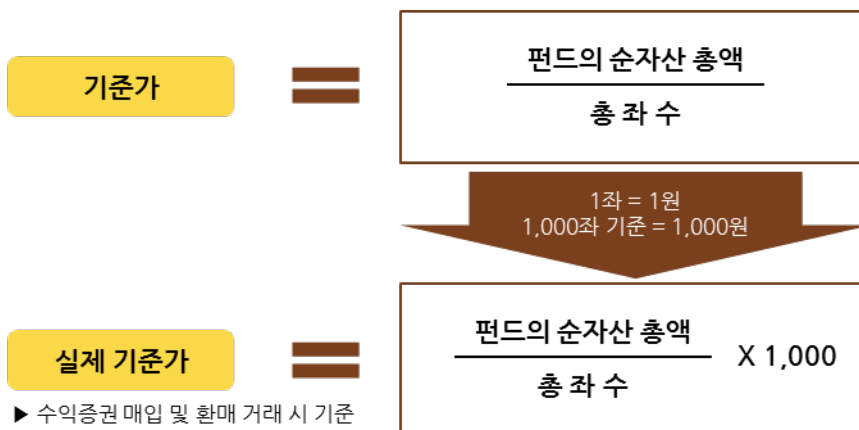 기준가
펀드의 순자산 총액
총 좌 수
1좌 = 1원
1,000좌 기준 = 1,000원
실제 기준가
펀드의 순자산 총액
총 좌 수
X 1,000
▶ 수익증권 매입 및 환매 거래 시 기준